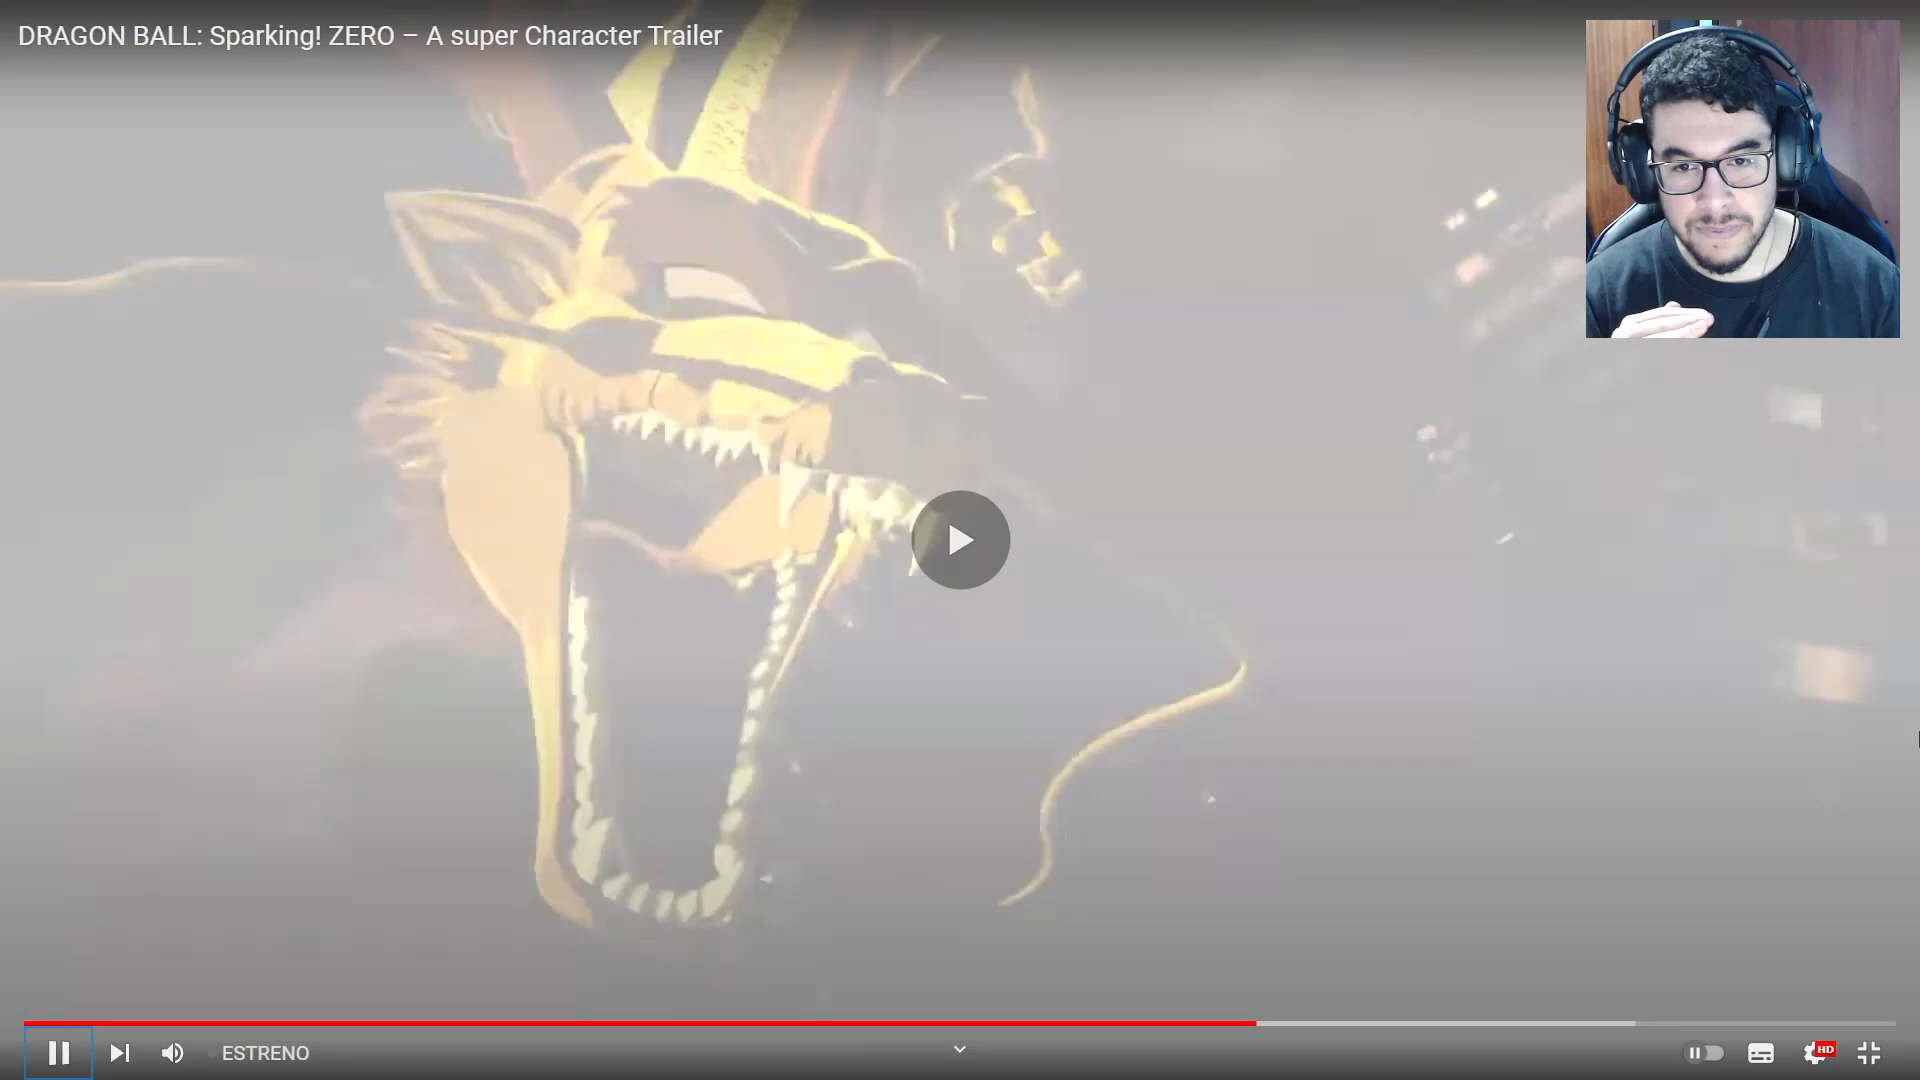 DRAGON BALL: Sparking! ZERO – A super Character Trailer
ESTRENO
HD